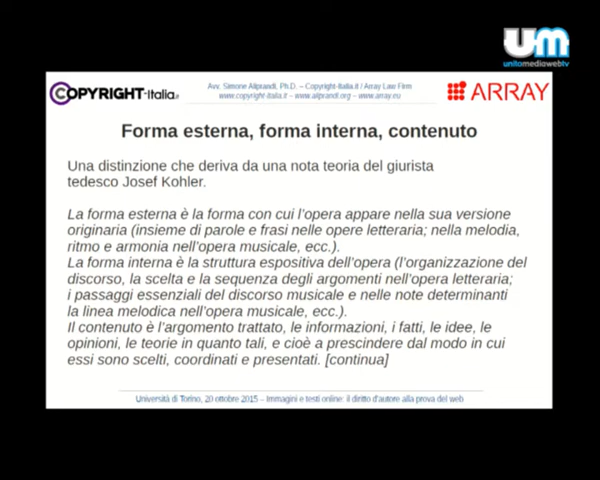 um
unitomediawebtv
COPYRIGHT-Italia.it
Avv. Simone Aliprandi, Ph.D. – Copyright-Italia.it / Array Law Firm
www.copyright-italia.it – www.aliprandi.org – www.array.eu
ARRAY
Forma esterna, forma interna, contenuto
Una distinzione che deriva da una nota teoria del giurista
tedesco Josef Kohler.
La forma esterna è la forma con cui l'opera appare nella sua versione
originaria (insieme di parole e frasi nelle opere letteraria; nella melodia,
ritmo e armonia nell'opera musicale, ecc.).
La forma interna è la struttura espositiva dell'opera (l'organizzazione del
discorso, la scelta e la sequenza degli argomenti nell'opera letteraria;
i passaggi essenziali del discorso musicale e nelle note determinanti
la linea melodica nell'opera musicale, ecc.).
Il contenuto è l'argomento trattato, le informazioni, i fatti, le idee, le
opinioni, le teorie in quanto tali, e cioè a prescindere dal modo in cui
essi sono scelti, coordinati e presentati. [continua]
Università di Torino, 20 ottobre 2015 – Immagini e testi online: il diritto d'autore alla prova del web